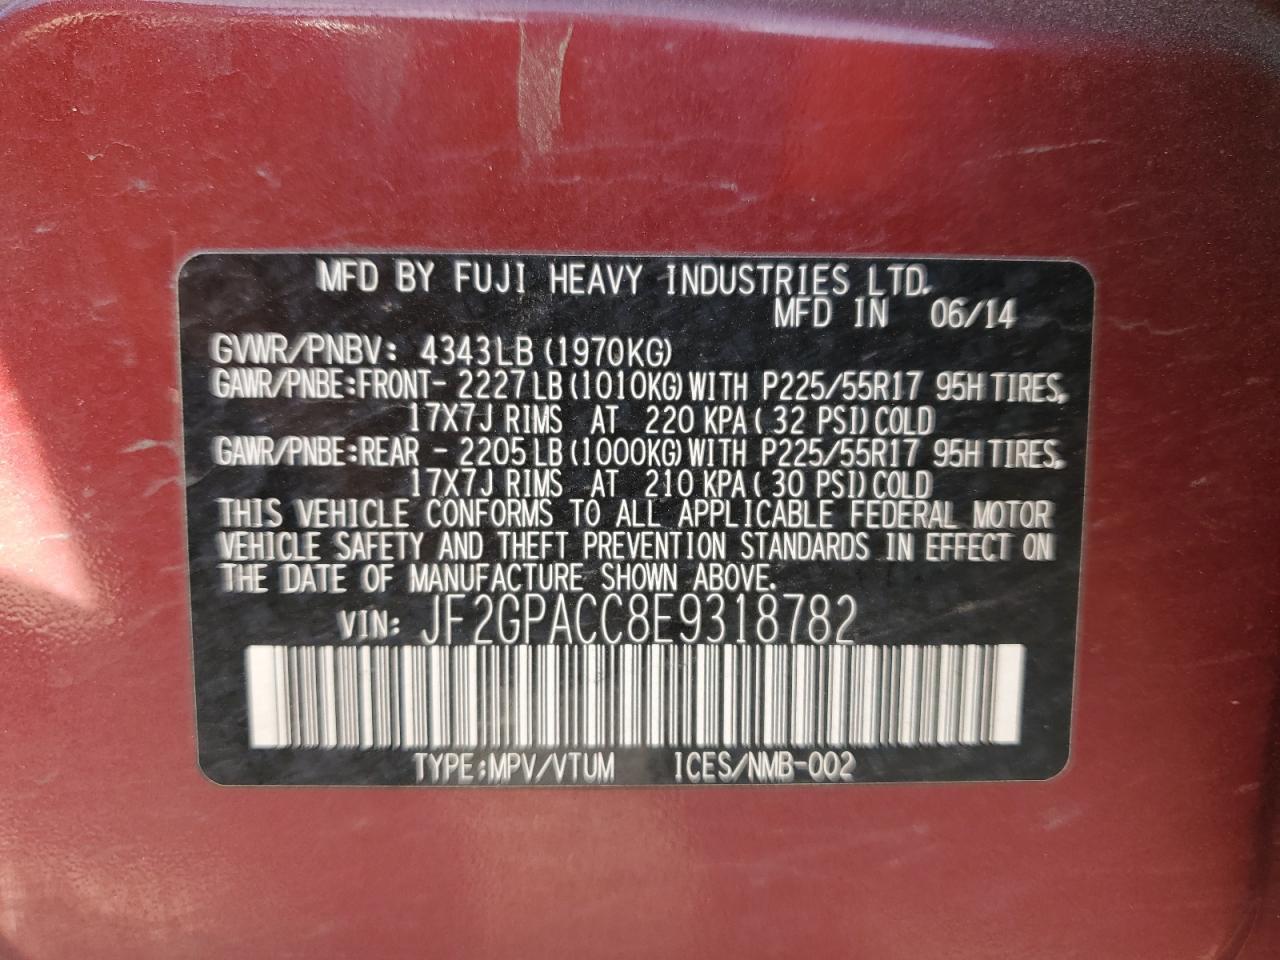 MFD BY FUJI HEAVY INDUSTRIES LTD.
MFD IN 06/14
GVWR/PNBV: 4343LB (1970KG)
GAWR/PNBE:FRONT- 2227LB (1010KG) WITH P225/55R17 95H TIRES,
17X7J RIMS AT 220 KPA ( 32 PSI) COLD
GAWR/PNBE:REAR - 2205LB (1000KG) WITH P225/55R17 95H TIRES,
17X7J RIMS AT 210 KPA ( 30 PSI) COLD
THIS VEHICLE CONFORMS TO ALL APPLICABLE FEDERAL MOTOR
VEHICLE SAFETY AND THEFT PREVENTION STANDARDS IN EFFECT ON
THE DATE OF MANUFACTURE SHOWN ABOVE.
VIN: JF2GPACC8E9318782
TYPE:MPV/VTUM ICES/NMB-002